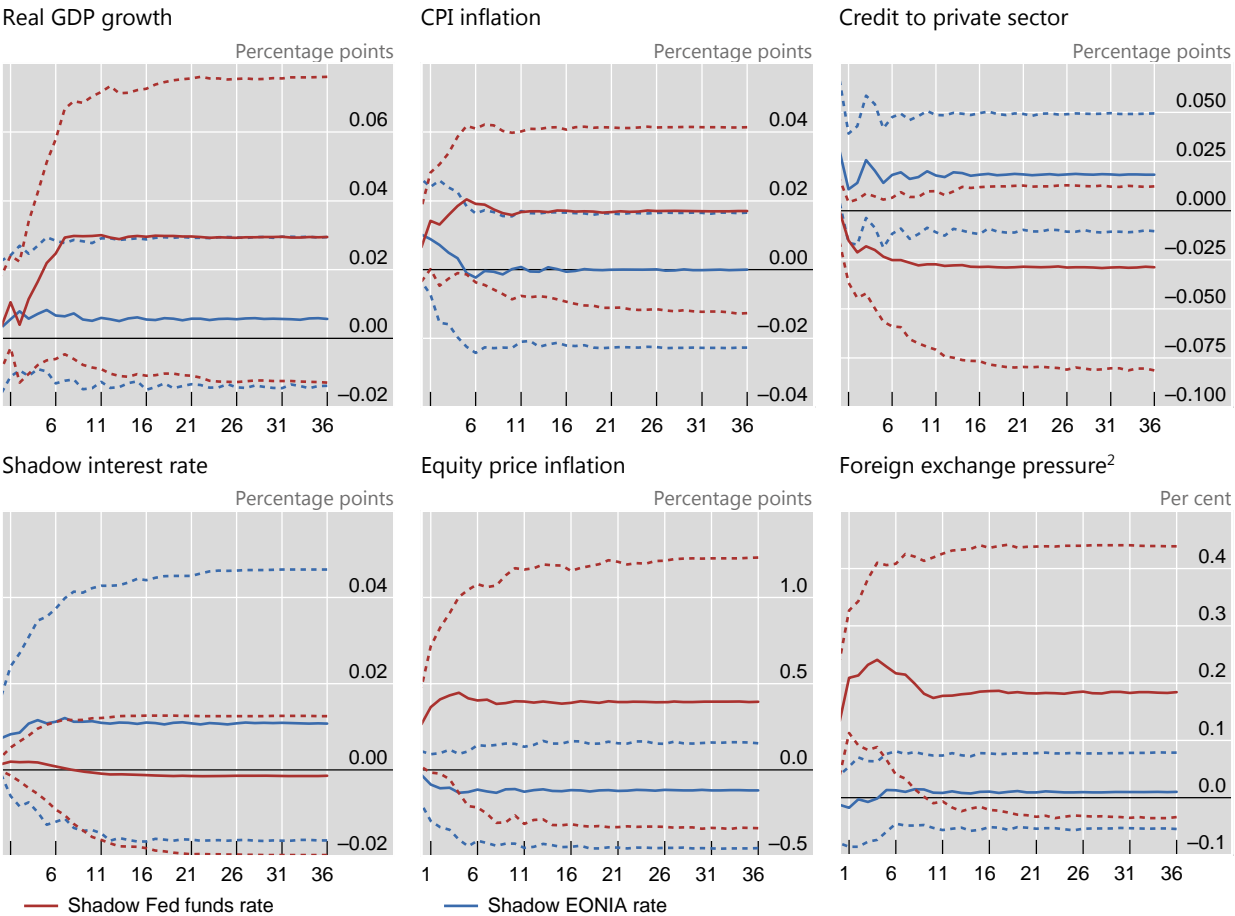 Real GDP growth
Percentage points
0.06
0.04
0.02
0.00
–0.02
6 11 16 21 26 31 36
CPI inflation
Percentage points
0.04
0.02
0.00
–0.02
–0.04
6 11 16 21 26 31 36
Credit to private sector
Percentage points
0.050
0.025
0.000
–0.025
–0.050
–0.075
–0.100
6 11 16 21 26 31 36
Shadow interest rate
Percentage points
0.04
0.02
0.00
–0.02
6 11 16 21 26 31 36
Equity price inflation
Percentage points
1.0
0.5
0.0
–0.5
1 6 11 16 21 26 31 36
Foreign exchange pressure2
Per cent
0.4
0.3
0.2
0.1
0.0
–0.1
1 6 11 16 21 26 31 36
Shadow Fed funds rate
Shadow EONIA rate